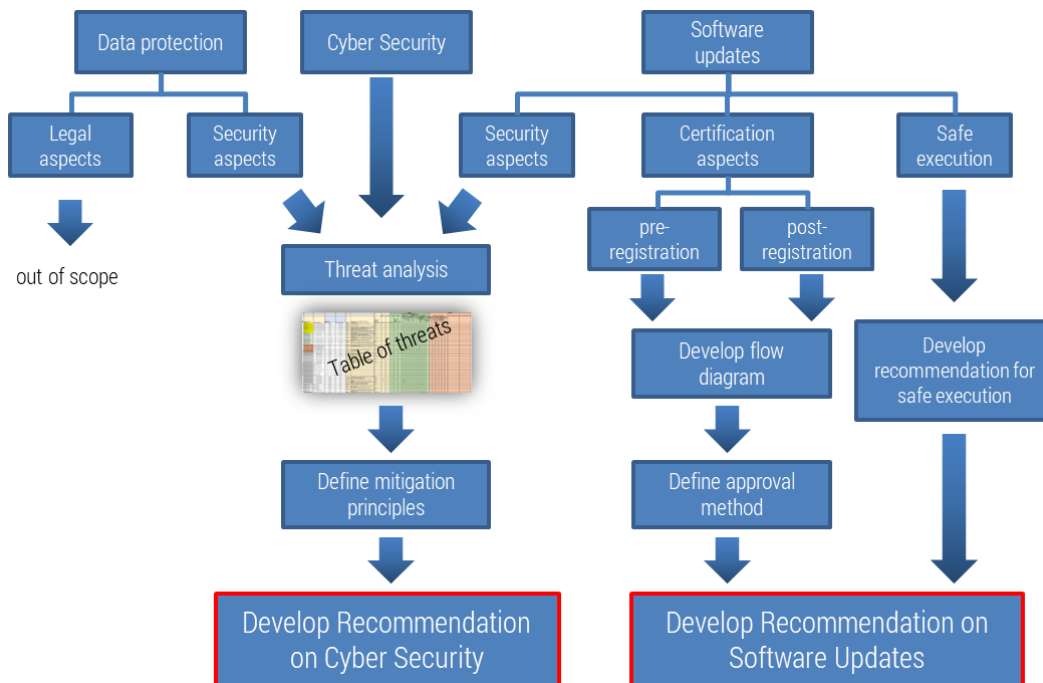 Data protection
Cyber Security
Software
updates
Legal
aspects
Security
aspects
Security
aspects
Certification
aspects
Safe
execution
pre-
registration
post-
registration
out of scope
Threat analysis
Table of threats
Develop flow
diagram
Develop
recommendation for
safe execution
Define mitigation
principles
Define approval
method
Develop Recommendation
on Cyber Security
Develop Recommendation on
Software Updates